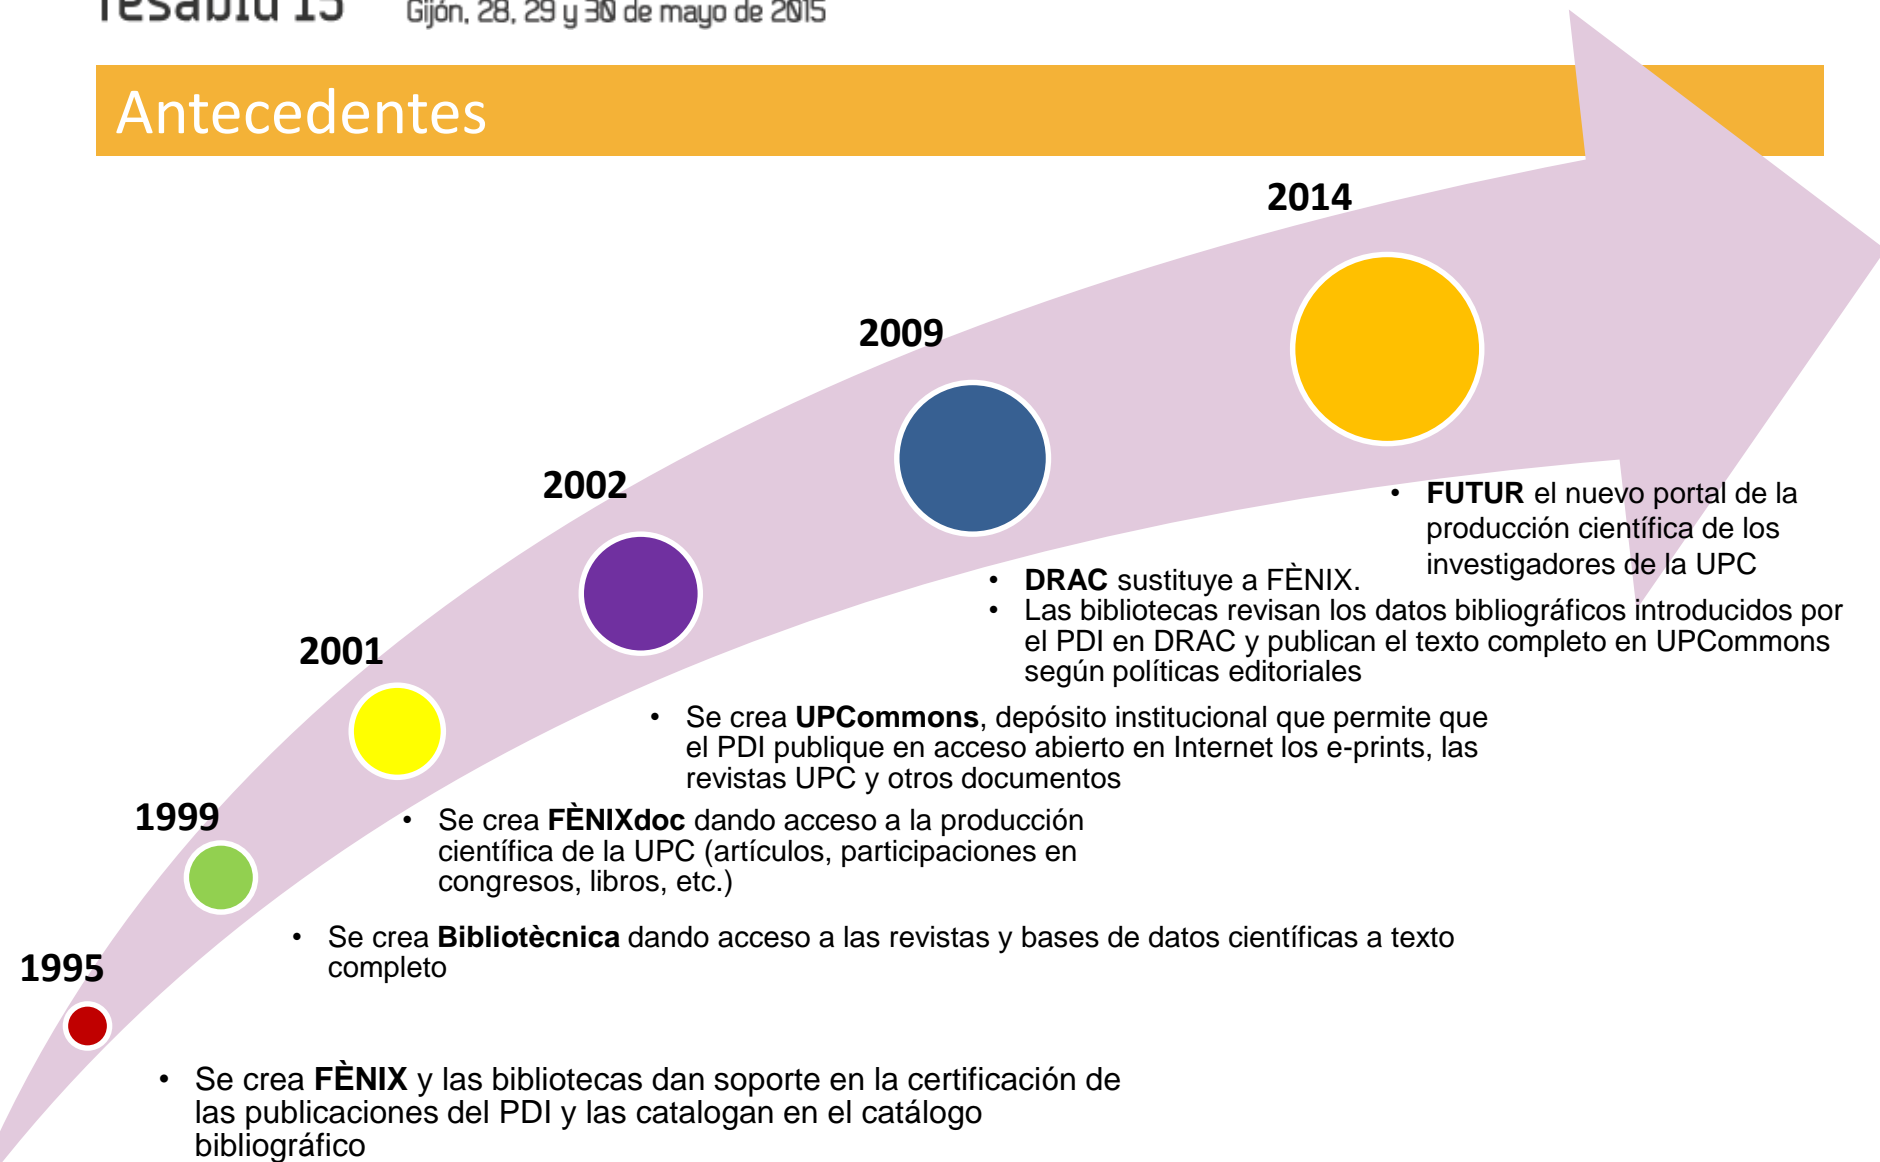 Gijón, 28, 29 y 30 de mayo de 2015
Antecedentes
2014
2009
2002
2001
1999
1995
• FUTUR el nuevo portal de la
producción científica de los
investigadores de la UPC
• DRAC sustituye a FÈNIX.
• Las bibliotecas revisan los datos bibliográficos introducidos por
el PDI en DRAC y publican el texto completo en UPCommons
según políticas editoriales
• Se crea UPCommons, depósito institucional que permite que
el PDI publique en acceso abierto en Internet los e-prints, las
revistas UPC y otros documentos
• Se crea FÈNIXdoc dando acceso a la producción
científica de la UPC (artículos, participaciones en
congresos, libros, etc.)
• Se crea Bibliotècnica dando acceso a las revistas y bases de datos científicas a texto
completo
• Se crea FÈNIX y las bibliotecas dan soporte en la certificación de
las publicaciones del PDI y las catalogan en el catálogo
bibliográfico